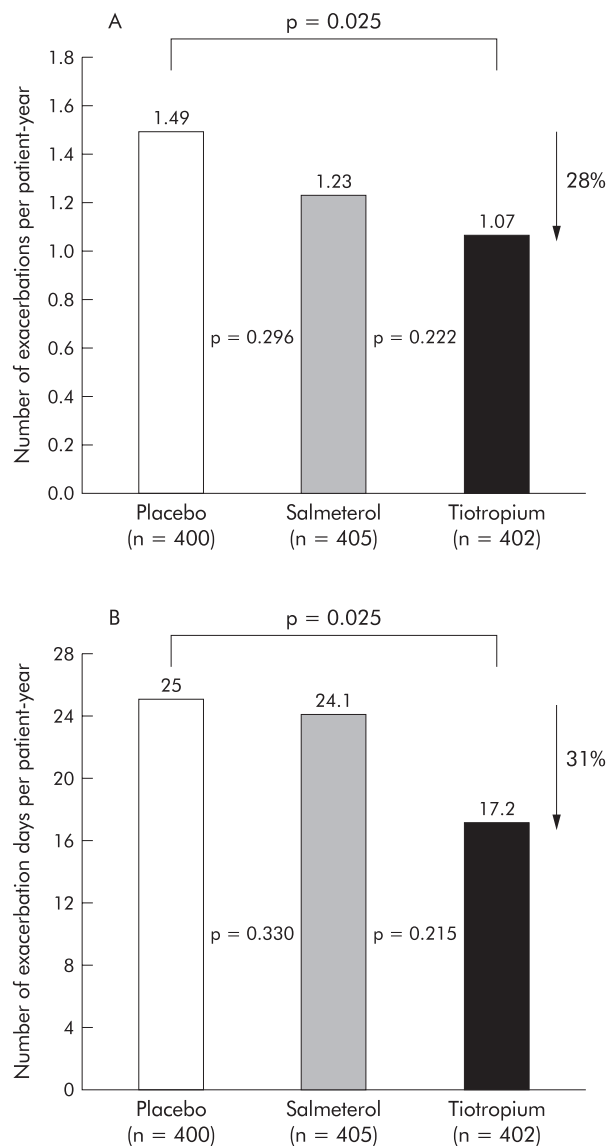 A
p = 0.025
Number of exacerbations per patient-year
1.8
1.6
1.4
1.2
1.0
0.8
0.6
0.4
0.2
0.0
1.49
1.23
1.07
28%
p = 0.296
p = 0.222
Placebo
(n = 400)
Salmeterol
(n = 405)
Tiotropium
(n = 402)
B
p = 0.025
Number of exacerbation days per patient-year
28
24
20
16
12
8
4
0
25
24.1
17.2
31%
p = 0.330
p = 0.215
Placebo
(n = 400)
Salmeterol
(n = 405)
Tiotropium
(n = 402)